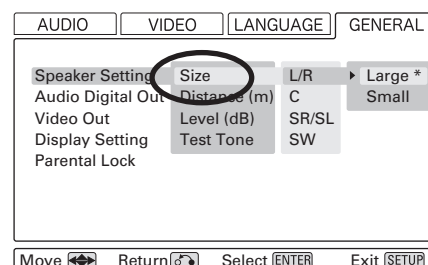 AUDIO VIDEO LANGUAGE GENERAL
Speaker Setting Size L/R Large *
Audio Digital Out Distance (m) C Small
Video Out Level (dB) SR/SL
Display Setting Test Tone SW
Parental Lock
Move Return Select ENTER Exit SETUP